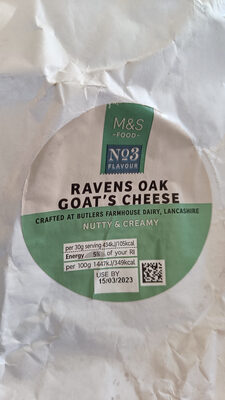 M&S
-FOOD-
Nº3
FLAVOUR
RAVENS OAK
GOAT'S CHEESE
CRAFTED AT BUTLERS FARMHOUSE DAIRY, LANCASHIRE
NUTTY & CREAMY
per 30g serving 434kJ/105kcal
Energy 5% of your RI
per 100g 1447kJ/349kcal
USE BY
15/03/2023